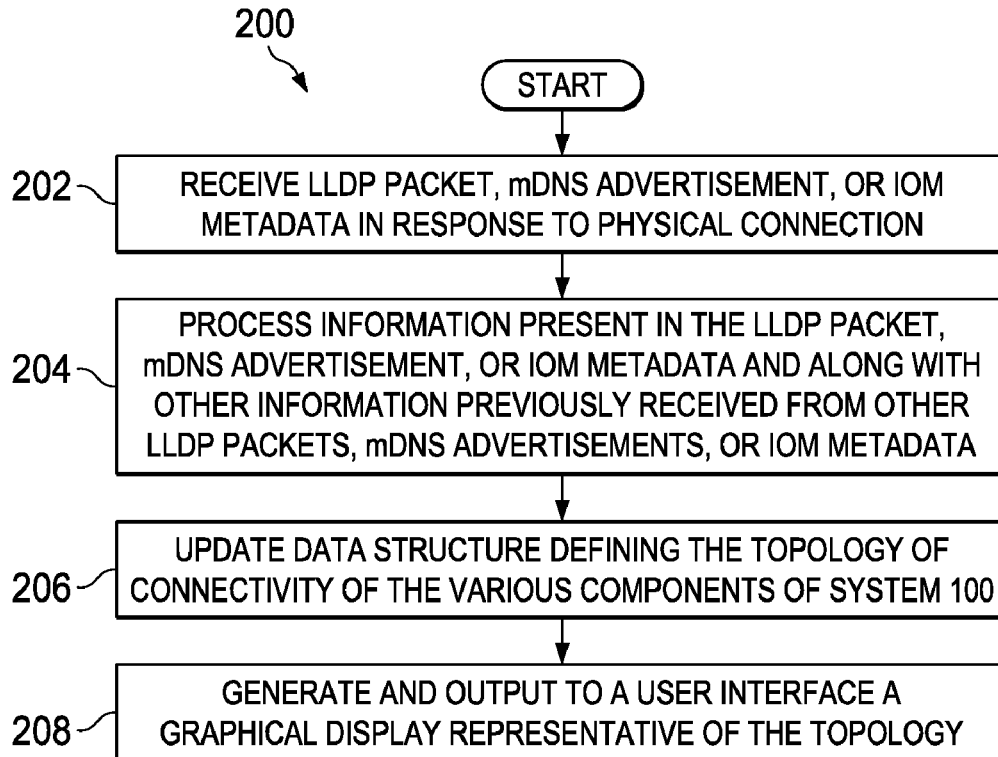 200
START
202
RECEIVE LLDP PACKET, mDNS ADVERTISEMENT, OR IOM
METADATA IN RESPONSE TO PHYSICAL CONNECTION
204
PROCESS INFORMATION PRESENT IN THE LLDP PACKET,
mDNS ADVERTISEMENT, OR IOM METADATA AND ALONG WITH
OTHER INFORMATION PREVIOUSLY RECEIVED FROM OTHER
LLDP PACKETS, mDNS ADVERTISEMENTS, OR IOM METADATA
206
UPDATE DATA STRUCTURE DEFINING THE TOPOLOGY OF
CONNECTIVITY OF THE VARIOUS COMPONENTS OF SYSTEM 100
208
GENERATE AND OUTPUT TO A USER INTERFACE A
GRAPHICAL DISPLAY REPRESENTATIVE OF THE TOPOLOGY